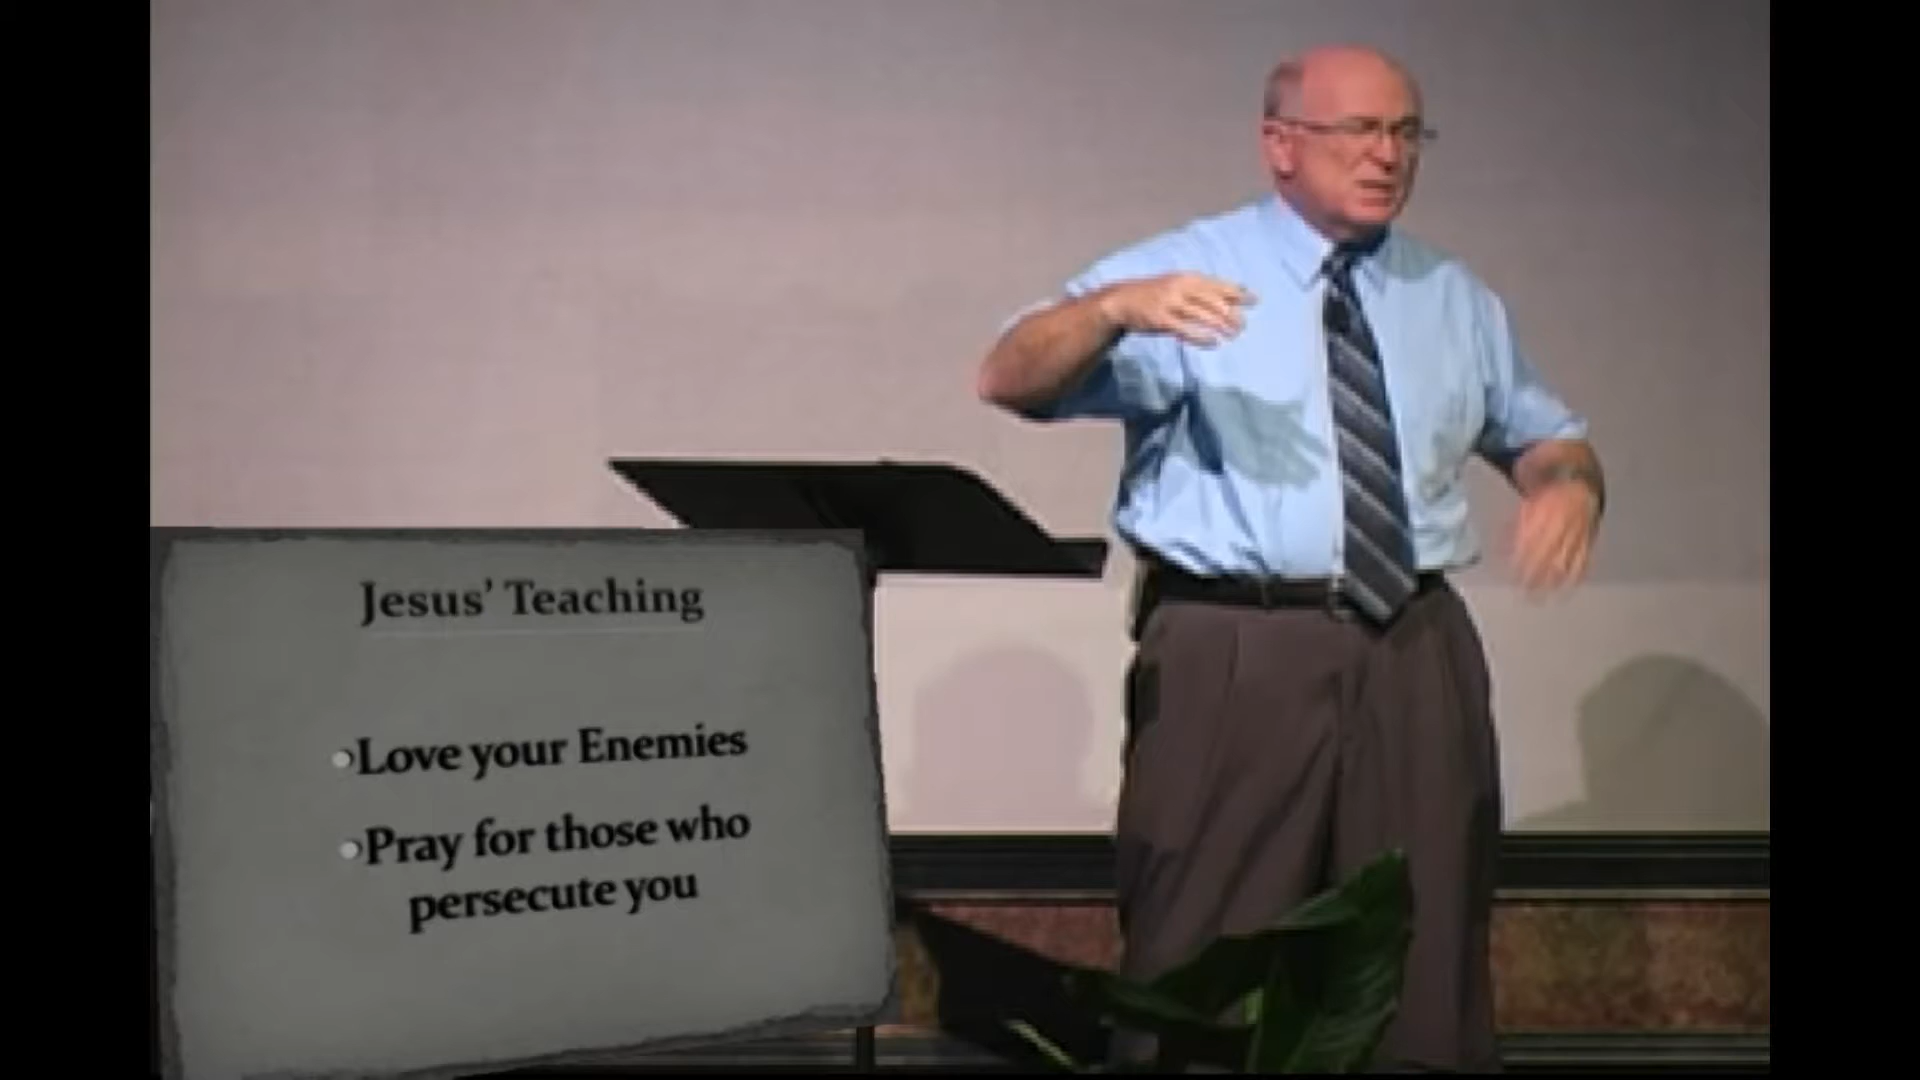 Jesus’ Teaching
•Love your Enemies
•Pray for those who
persecute you